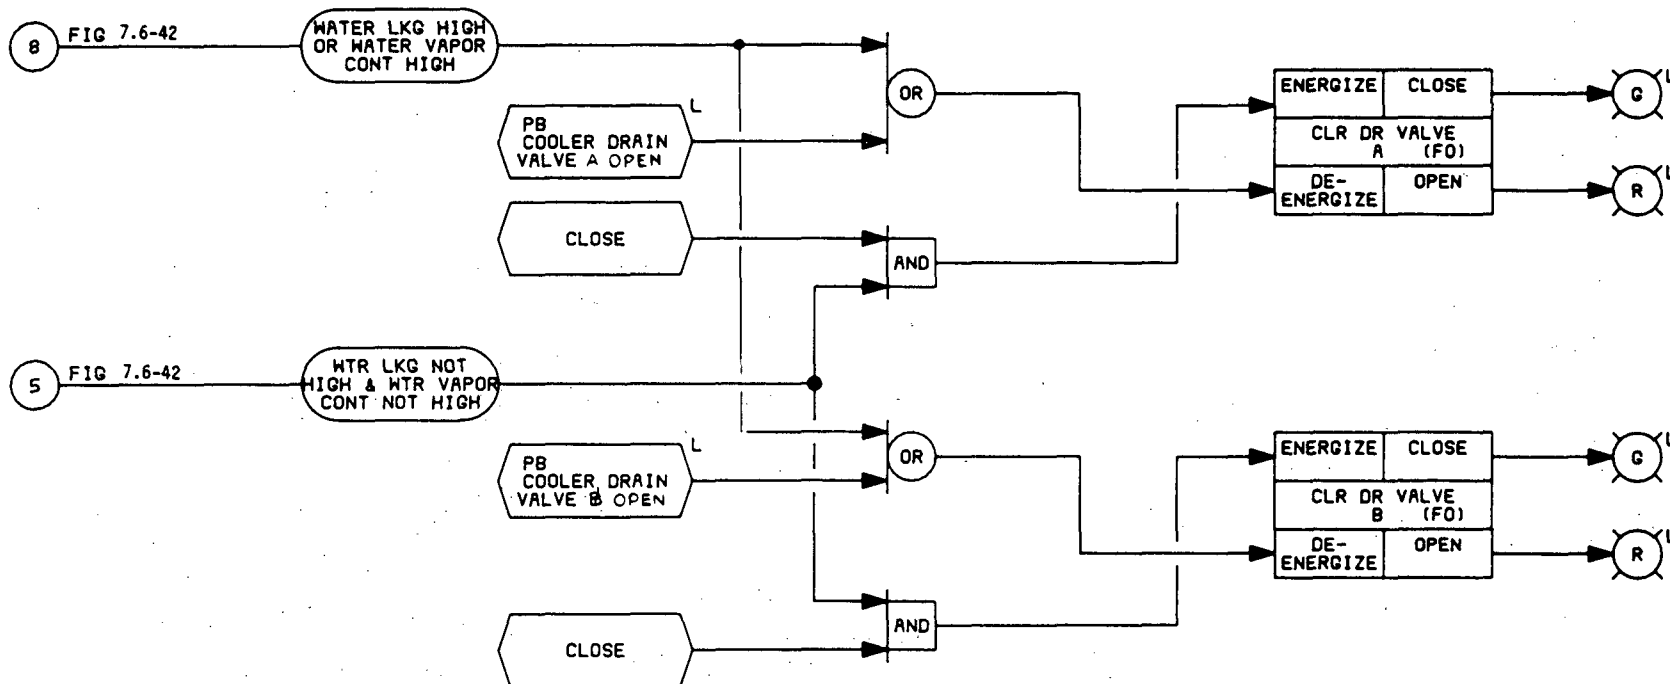 8 FIG 7.6-42
WATER LKG HIGH
OR WATER VAPOR
CONT HIGH
L
PB
COOLER DRAIN
VALVE A OPEN
OR
CLOSE
AND
ENERGIZE CLOSE
CLR DR VALVE
A (FO)
DE-
ENERGIZE OPEN
G L
R L
5 FIG 7.6-42
WTR LKG NOT
HIGH & WTR VAPOR
CONT NOT HIGH
L
PB
COOLER DRAIN
VALVE B OPEN
OR
CLOSE
AND
ENERGIZE CLOSE
CLR DR VALVE
B (FO)
DE-
ENERGIZE OPEN
G L
R L